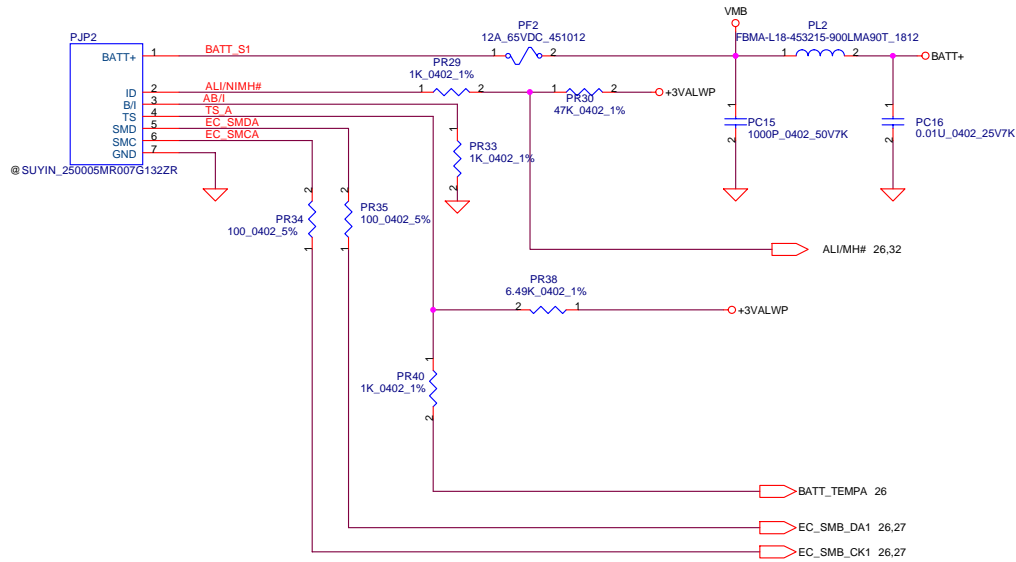 VMB
PJP2
PF2
12A_65VDC_451012
PL2
FBMA-L18-453215-900LMA90T_1812
BATT+
1
BATT_S1
1
2
1
2
BATT+
PR29
1K_0402_1%
ID
2
ALI/NIMH#
1
2
1
2
+3VALWP
B/I
3
AB/I
PR30
47K_0402_1%
TS
4
TS_A
SMD
5
EC_SMDA
SMC
6
EC_SMCA
GND
7
@SUYIN_250005MR007G132ZR
1
PR33
1K_0402_1%
2
1
PC15
1000P_0402_50V7K
2
1
PC16
0.01U_0402_25V7K
2
2
PR34
100_0402_5%
1
2
PR35
100_0402_5%
1
ALI/MH# 26,32
PR38
6.49K_0402_1%
2
1
+3VALWP
1
PR40
1K_0402_1%
2
BATT_TEMPA 26
EC_SMB_DA1 26,27
EC_SMB_CK1 26,27